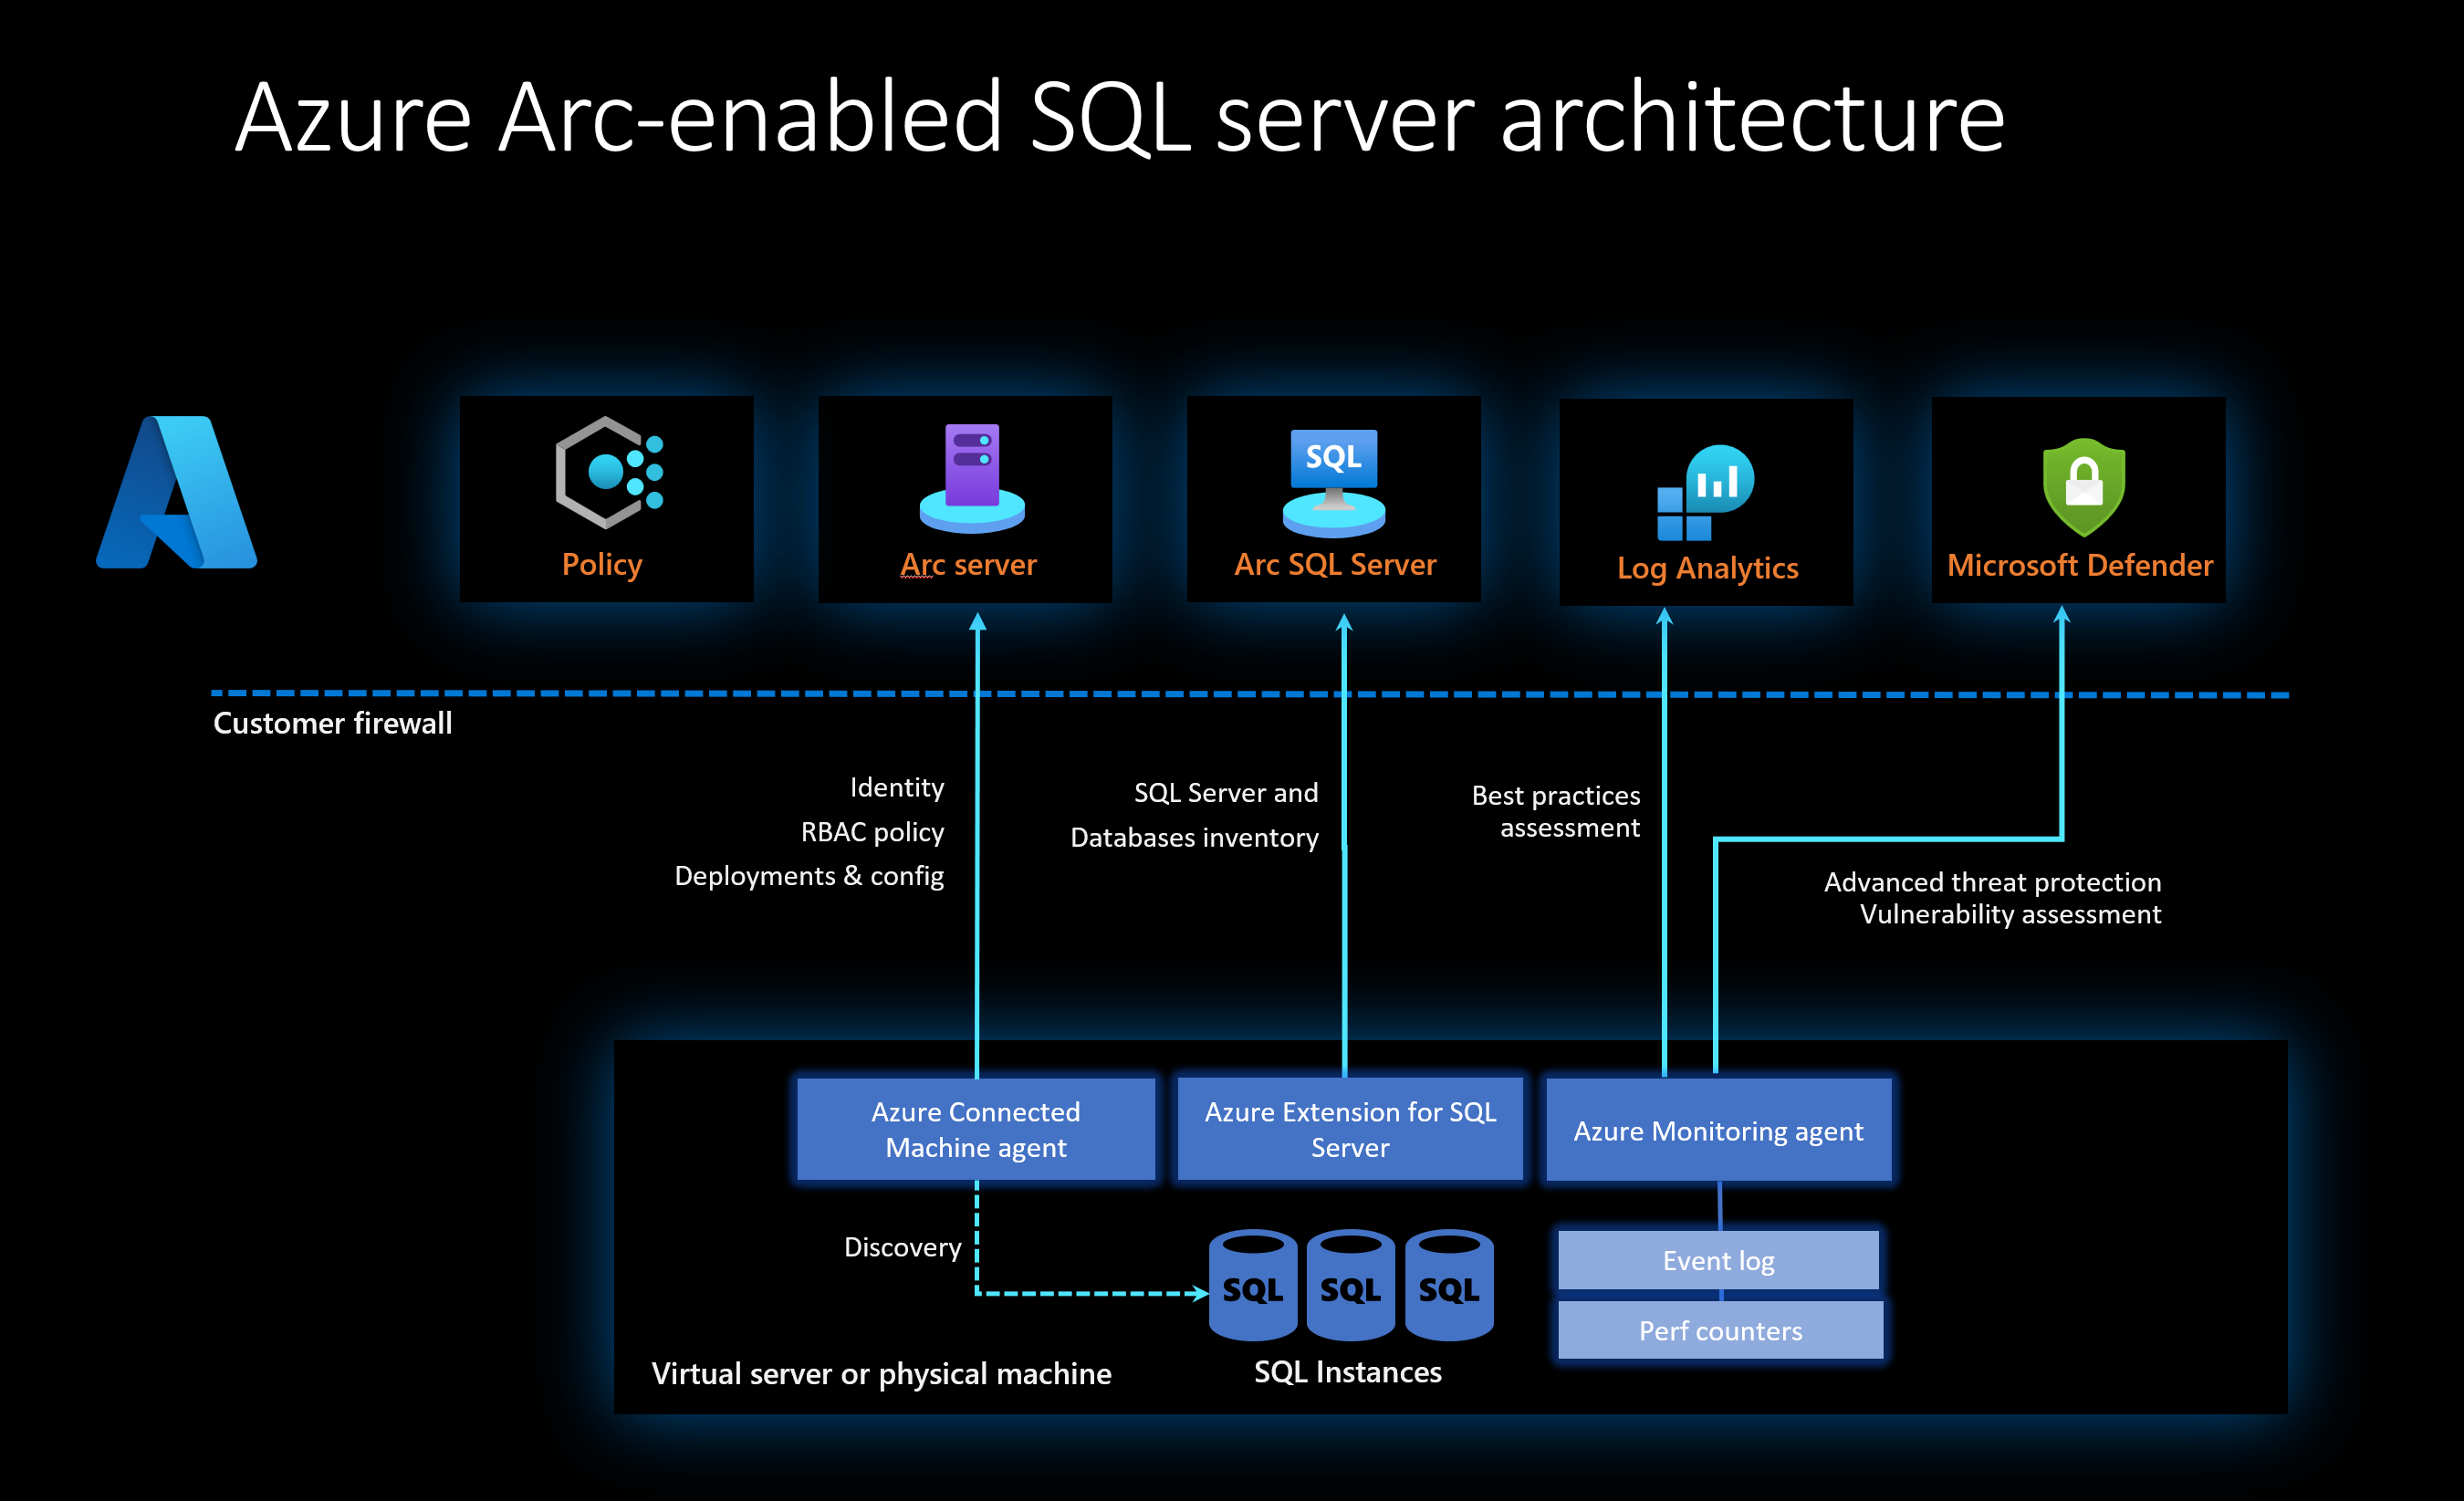 Azure Arc-enabled SQL server architecture
Policy
Arc server
SQL
Arc SQL Server
Log Analytics
Microsoft Defender
Customer firewall
Identity
RBAC policy
Deployments & config
SQL Server and
Databases inventory
Best practices
assessment
Advanced threat protection
Vulnerability assessment
Azure Connected
Machine agent
Azure Extension for SQL
Server
Azure Monitoring agent
Discovery
SQL
SQL
SQL
Event log
Perf counters
Virtual server or physical machine
SQL Instances